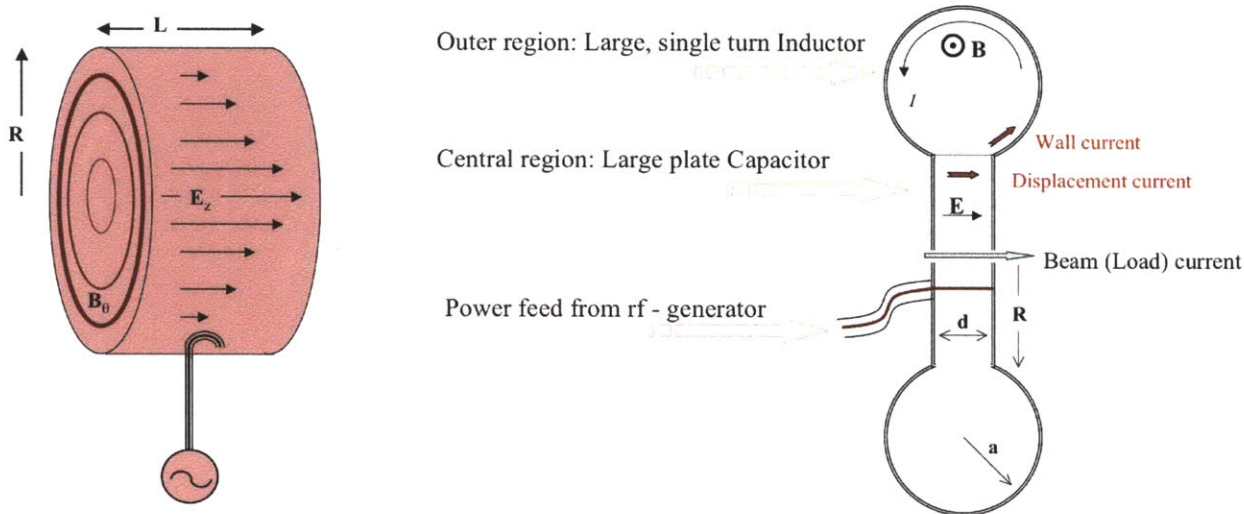 L
R
E_z
B_θ
Outer region: Large, single turn Inductor
B
I
Wall current
Central region: Large plate Capacitor
Displacement current
E
Beam (Load) current
Power feed from rf - generator
R
d
a